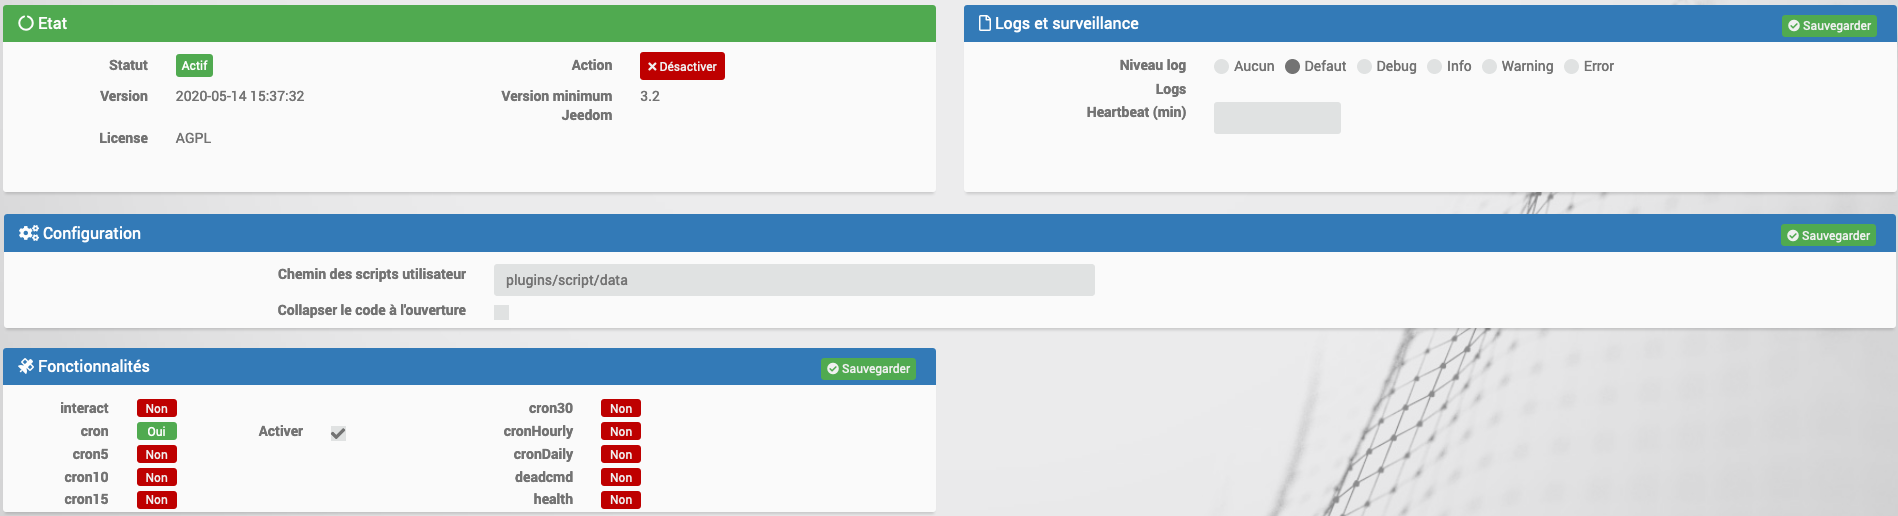 Etat
Statut Actif Action Désactiver
Version 2020-05-14 15:37:32 Version minimum Jeedom 3.2
License AGPL
Logs et surveillance Sauvegarder
Niveau log Aucun Defaut Debug Info Warning Error
Logs
Heartbeat (min)
Configuration Sauvegarder
Chemin des scripts utilisateur plugins/script/data
Collapser le code à l'ouverture
Fonctionnalités Sauvegarder
interact Non cron30 Non
cron Oui Activer cronHourly Non
cron5 Non cronDaily Non
cron10 Non deadcmd Non
cron15 Non health Non